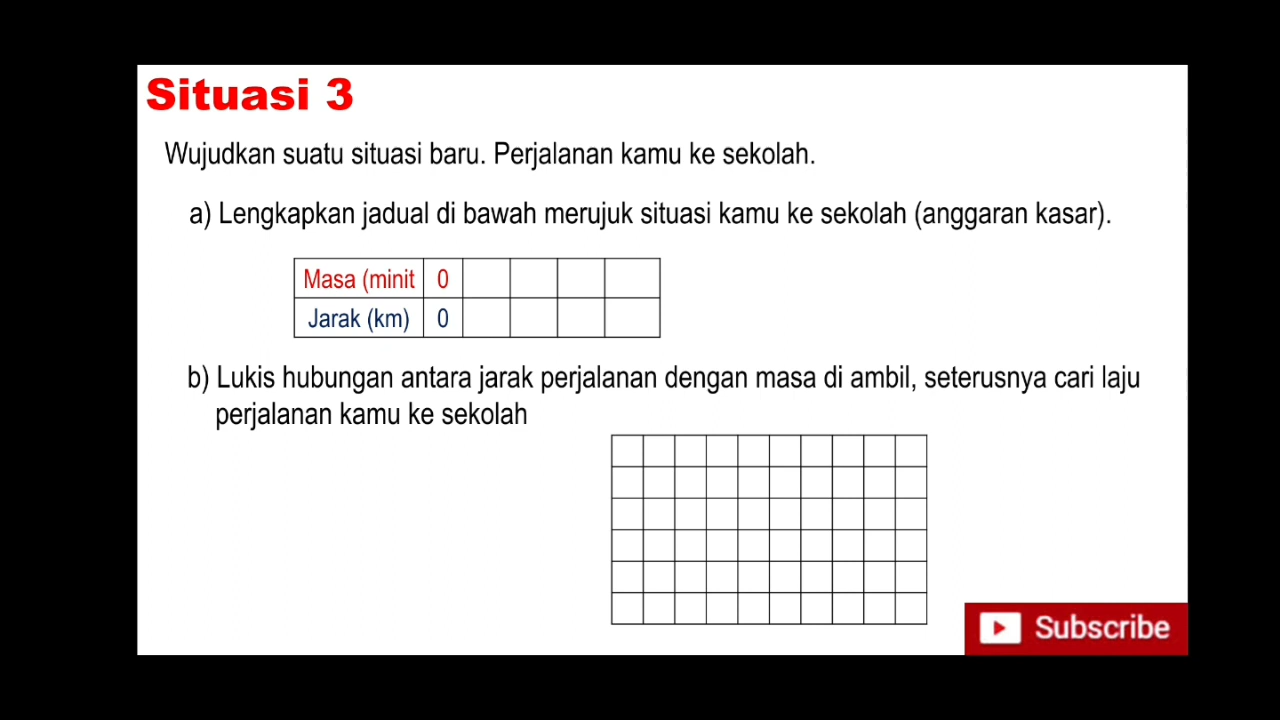 Situasi 3
Wujudkan suatu situasi baru. Perjalanan kamu ke sekolah.
a) Lengkapkan jadual di bawah merujuk situasi kamu ke sekolah (anggaran kasar).
Masa (minit 0
Jarak (km) 0
b) Lukis hubungan antara jarak perjalanan dengan masa di ambil, seterusnya cari laju
perjalanan kamu ke sekolah
Subscribe